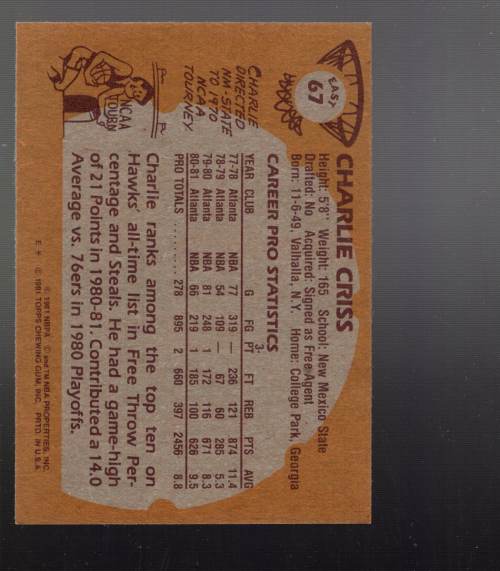 EAST
67
CHARLIE CRISS
Height: 5'8" Weight: 165 School: New Mexico State
Drafted: No Acquired: Signed as Free Agent
Born: 11-6-49, Valhalla, N.Y. Home: College Park, Georgia
CAREER PRO STATISTICS
YEAR CLUB G FG 3-PT FT REB PTS AVG
77-78 Atlanta NBA 77 319 — 236 121 874 11.4
78-79 Atlanta NBA 54 109 — 67 60 285 5.3
79-80 Atlanta NBA 81 248 1 172 116 671 8.3
80-81 Atlanta NBA 66 219 1 185 100 626 9.5
PRO TOTALS .......... 278 895 2 660 397 2456 8.8
CHARLIE
DIRECTED
NM. STATE
TO 1970
NCAA
TOURNEY.
NCAA
TOURN
Charlie ranks among the top ten on
Hawks' all-time list in Free Throw Per-
centage and Steals. He had a game-high
of 21 Points in 1980-81. Contributed a 14.0
Average vs. 76ers in 1980 Playoffs.
© 1981 NBPA © and TM NBA PROPERTIES, INC.
E * © 1981 TOPPS CHEWING GUM, INC. PRTD. IN U.S.A.